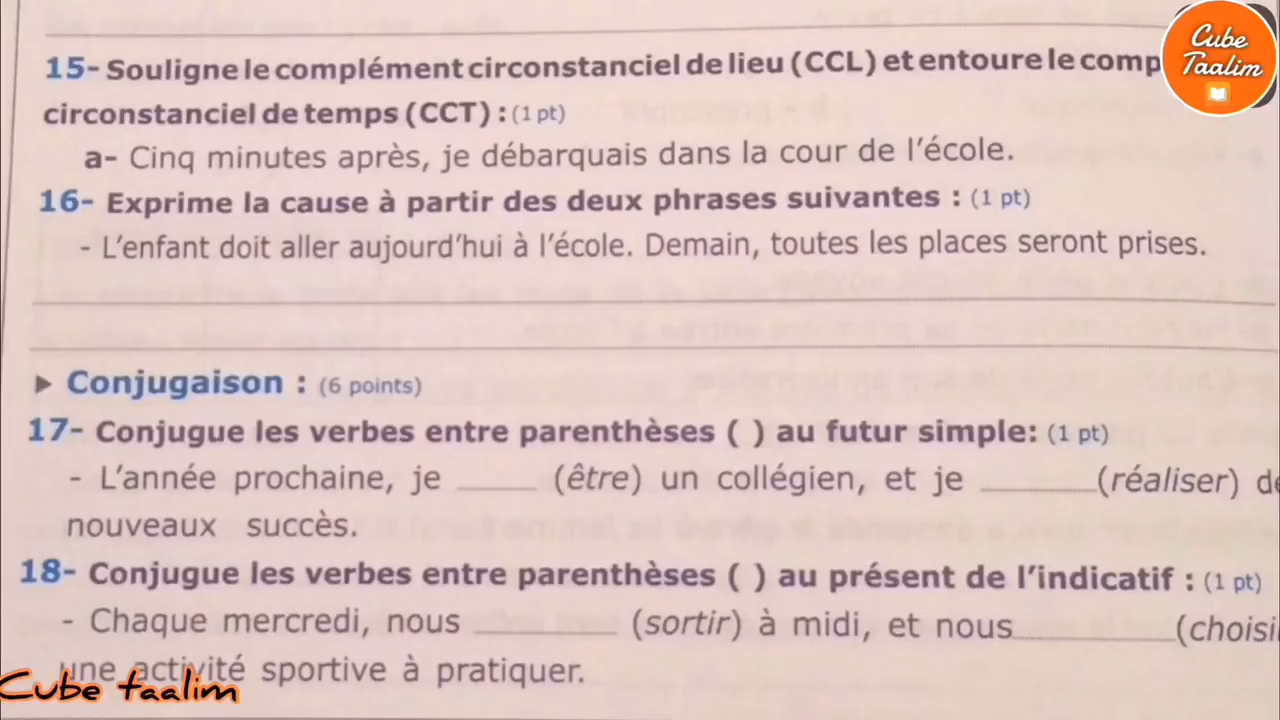 15- Souligne le complément circonstanciel de lieu (CCL) et entoure le comp
circonstanciel de temps (CCT) : (1 pt)
a- Cinq minutes après, je débarquais dans la cour de l'école.
16- Exprime la cause à partir des deux phrases suivantes : (1 pt)
- L'enfant doit aller aujourd'hui à l'école. Demain, toutes les places seront prises.
▶ Conjugaison : (6 points)
17- Conjugue les verbes entre parenthèses ( ) au futur simple: (1 pt)
- L'année prochaine, je _____ (être) un collégien, et je _______(réaliser) de
nouveaux succès.
18- Conjugue les verbes entre parenthèses ( ) au présent de l'indicatif : (1 pt)
- Chaque mercredi, nous _________ (sortir) à midi, et nous__________(choisi
une activité sportive à pratiquer.
Cube Taalim
Cube taalim